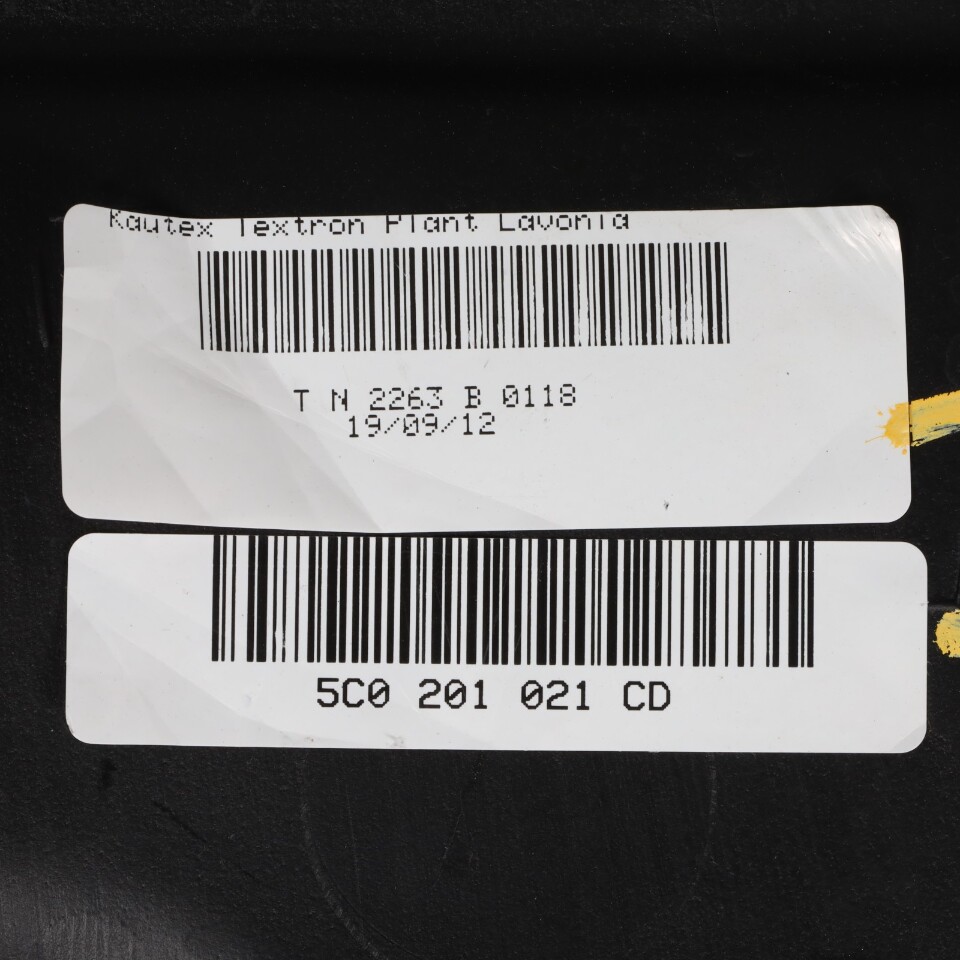 Kautex Textron Plant Lavonia
T N 2263 B 0118
19/09/12
5C0 201 021 CD